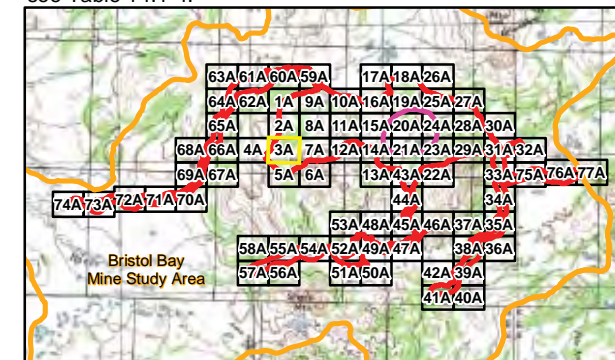 63A 61A 60A 59A 17A 18A 26A
64A 62A 1A 9A 10A 16A 19A 25A 27A
65A 2A 8A 11A 15A 20A 24A 28A 30A
68A 66A 4A 3A 7A 12A 14A 21A 23A 29A 31A 32A
69A 67A 5A 6A 13A 43A 22A 33A 75A 76A 77A
74A 73A 72A 71A 70A 44A 34A
53A 48A 45A 46A 37A 35A
58A 55A 54A 52A 49A 47A 38A 36A
Bristol Bay
Mine Study Area
57A 56A 51A 50A 42A 39A
41A 40A